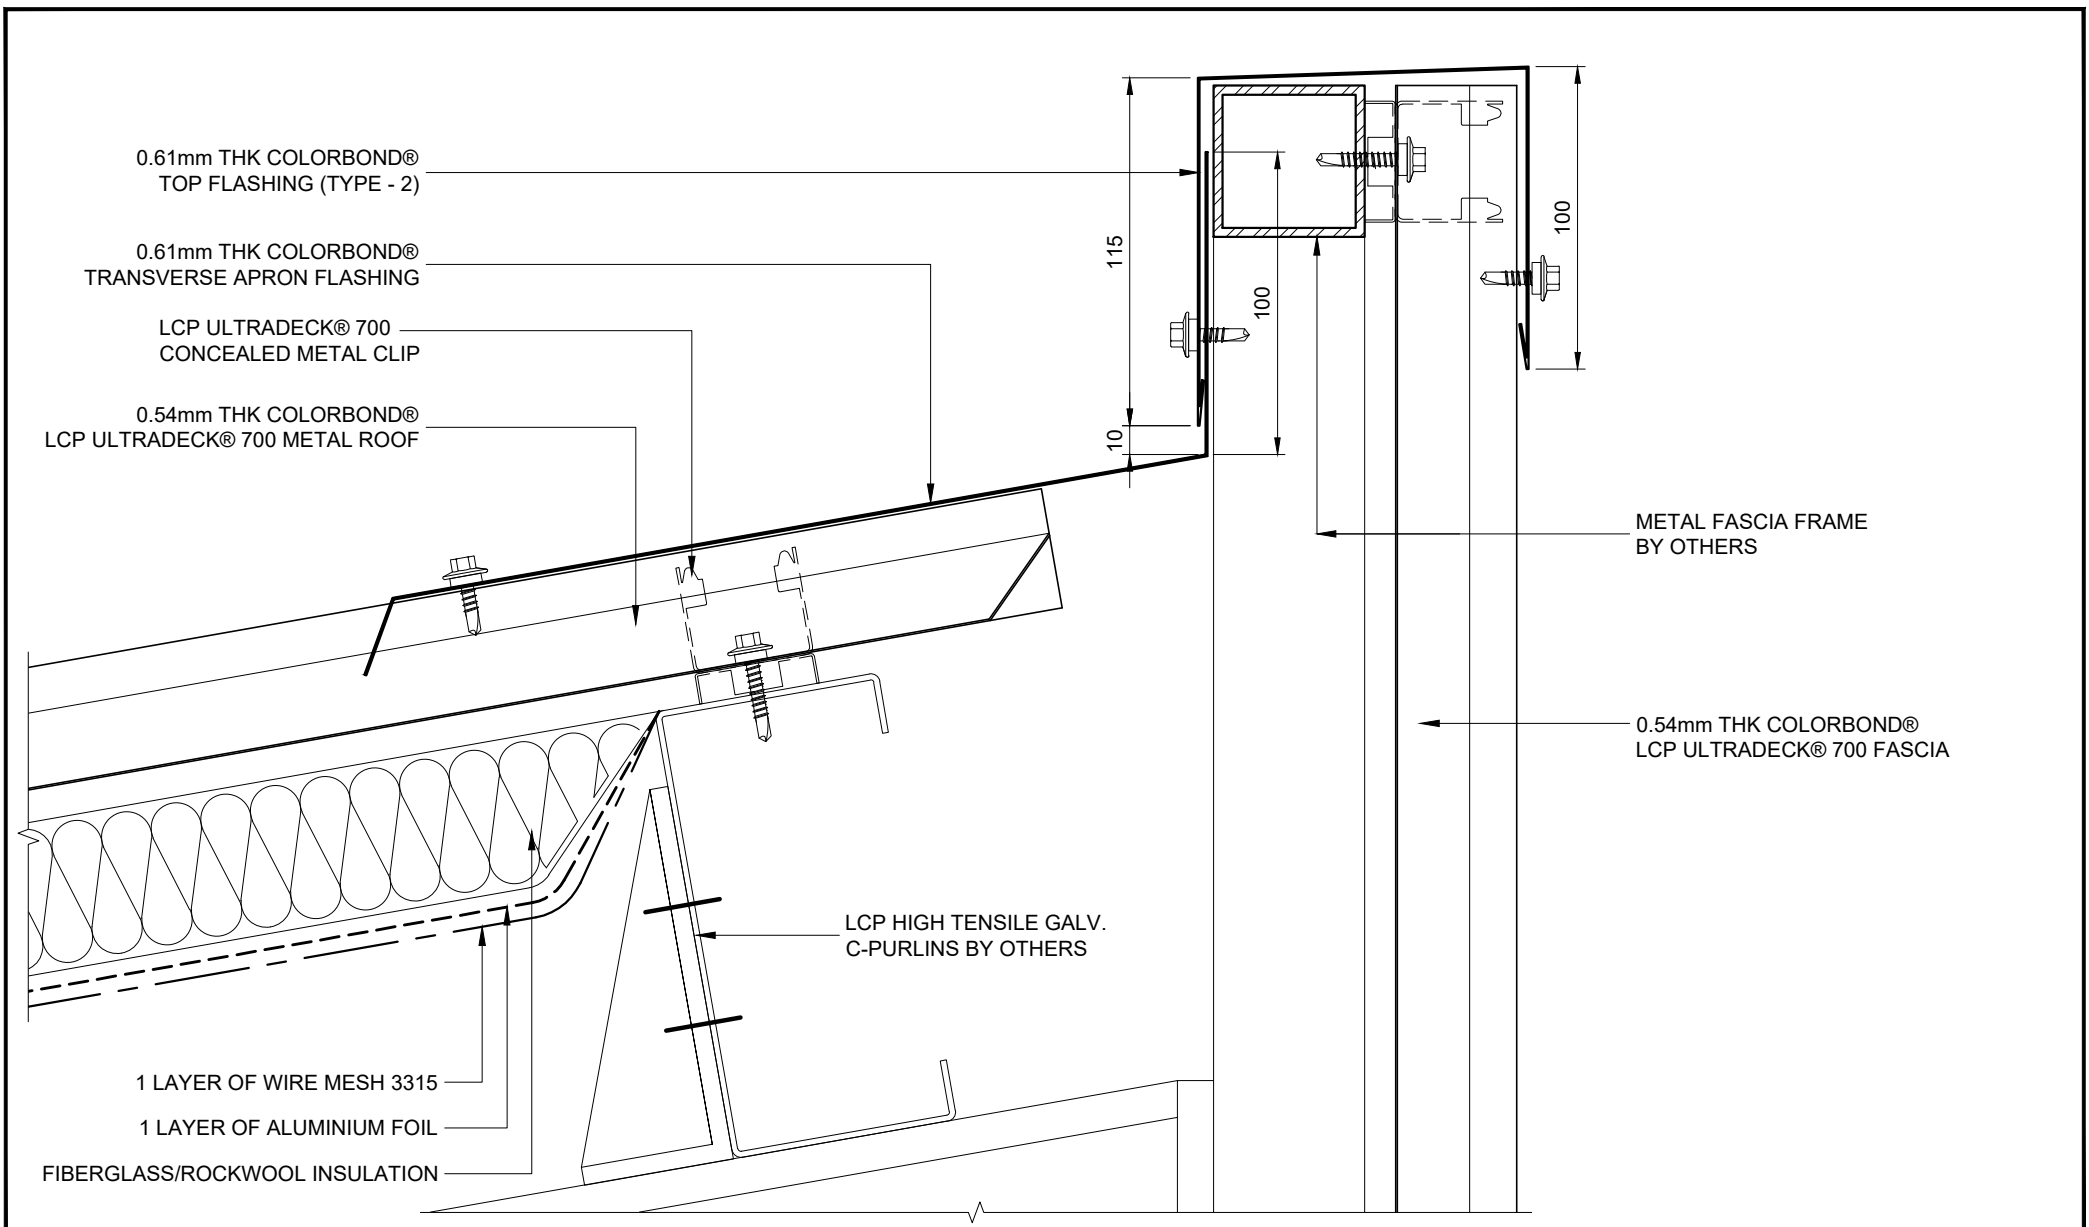 0.61mm THK COLORBOND®
TOP FLASHING (TYPE - 2)
0.61mm THK COLORBOND®
TRANSVERSE APRON FLASHING
LCP ULTRADECK® 700
CONCEALED METAL CLIP
0.54mm THK COLORBOND®
LCP ULTRADECK® 700 METAL ROOF
115
10
100
100
METAL FASCIA FRAME
BY OTHERS
0.54mm THK COLORBOND®
LCP ULTRADECK® 700 FASCIA
LCP HIGH TENSILE GALV.
C-PURLINS BY OTHERS
1 LAYER OF WIRE MESH 3315
1 LAYER OF ALUMINIUM FOIL
FIBERGLASS/ROCKWOOL INSULATION